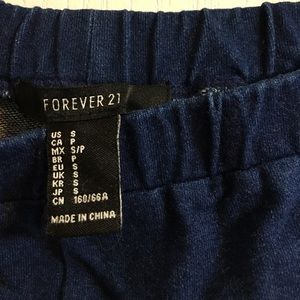 FOREVER 21
US S
CA P
MX S/P
BR P
EU S
UK S
KR S
JP S
CN 160/66A
MADE IN CHINA